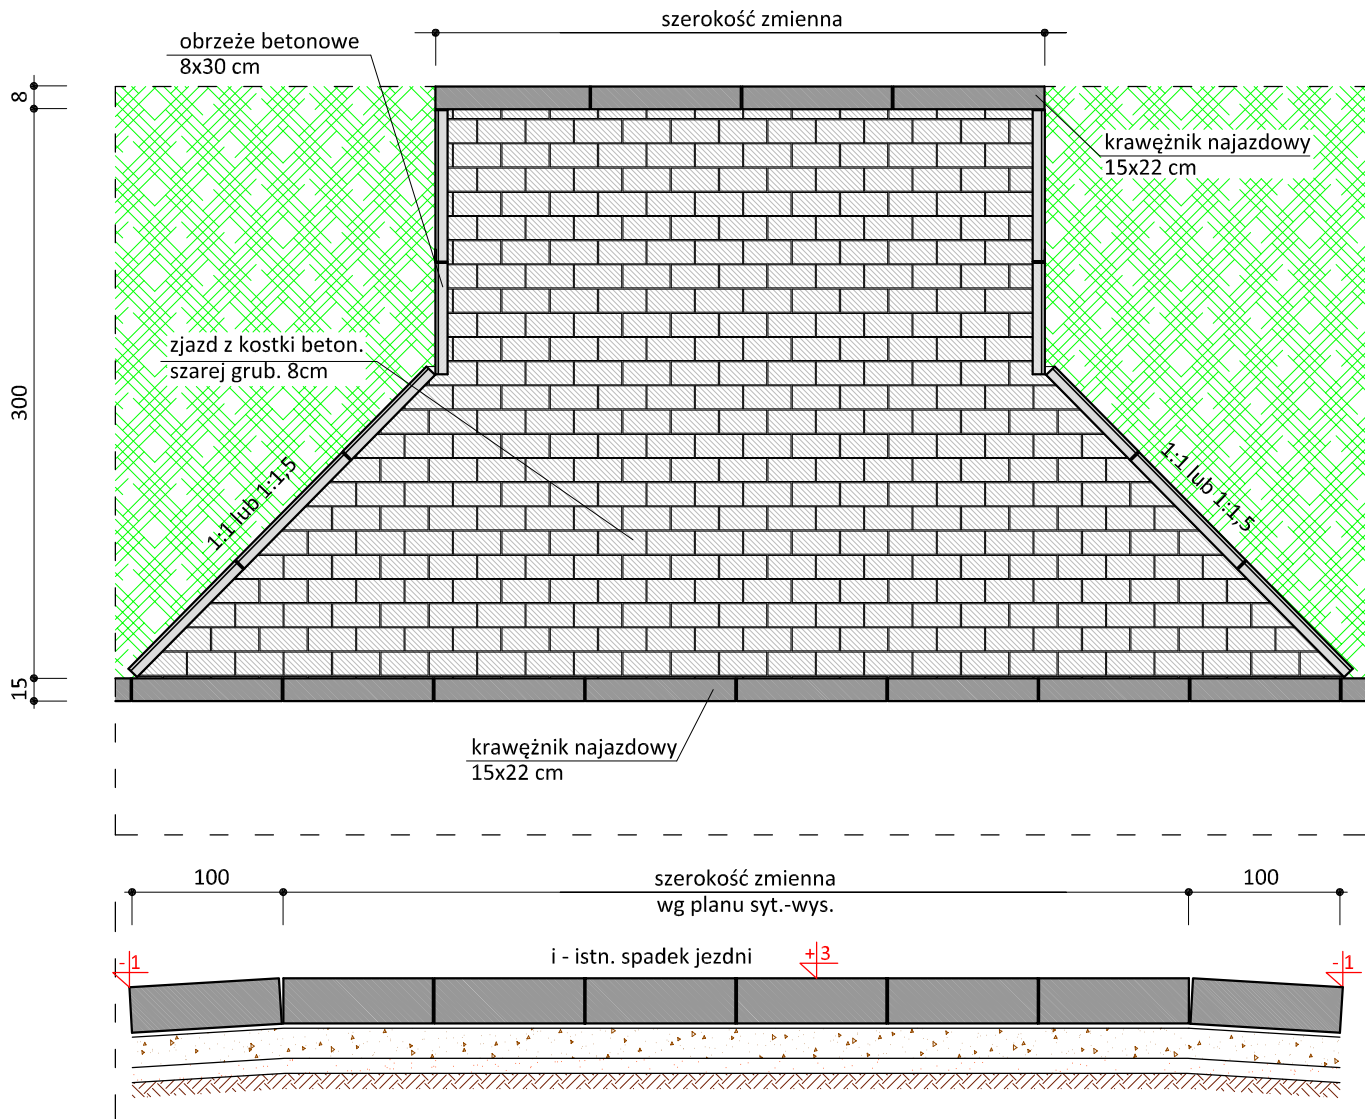 szerokość zmienna
obrzeże betonowe
8x30 cm
8
krawężnik najazdowy
15x22 cm
zjazd z kostki beton.
szarej grub. 8cm
300
1:1 lub 1:1,5
1:1 lub 1:1,5
15
krawężnik najazdowy
15x22 cm
100
szerokość zmienna
100
wg planu syt.-wys.
i - istn. spadek jezdni
-1
+3
-1